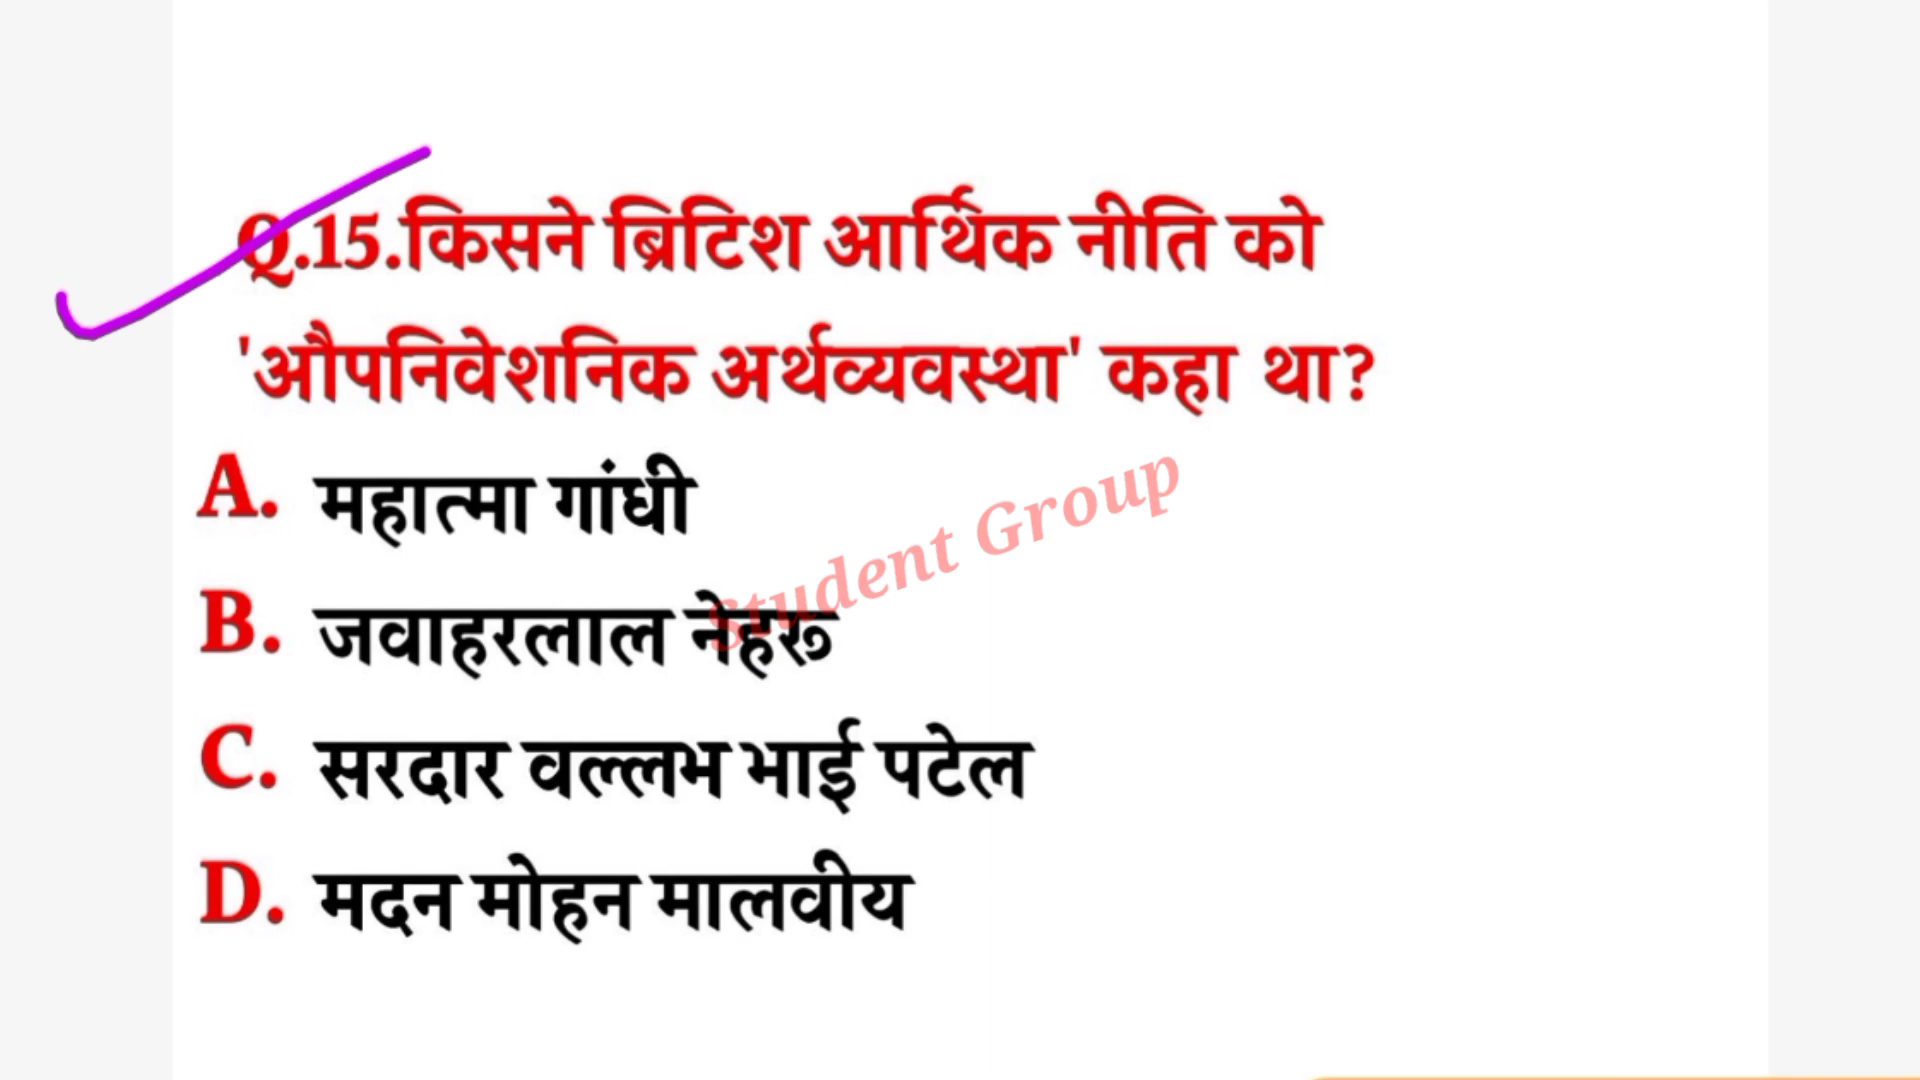 Q.15.किसने ब्रिटिश आर्थिक नीति को
'औपनिवेशनिक अर्थव्यवस्था' कहा था?
A. महात्मा गांधी
B. जवाहरलाल नेहरू
C. सरदार वल्लभ भाई पटेल
D. मदन मोहन मालवीय
Student Group